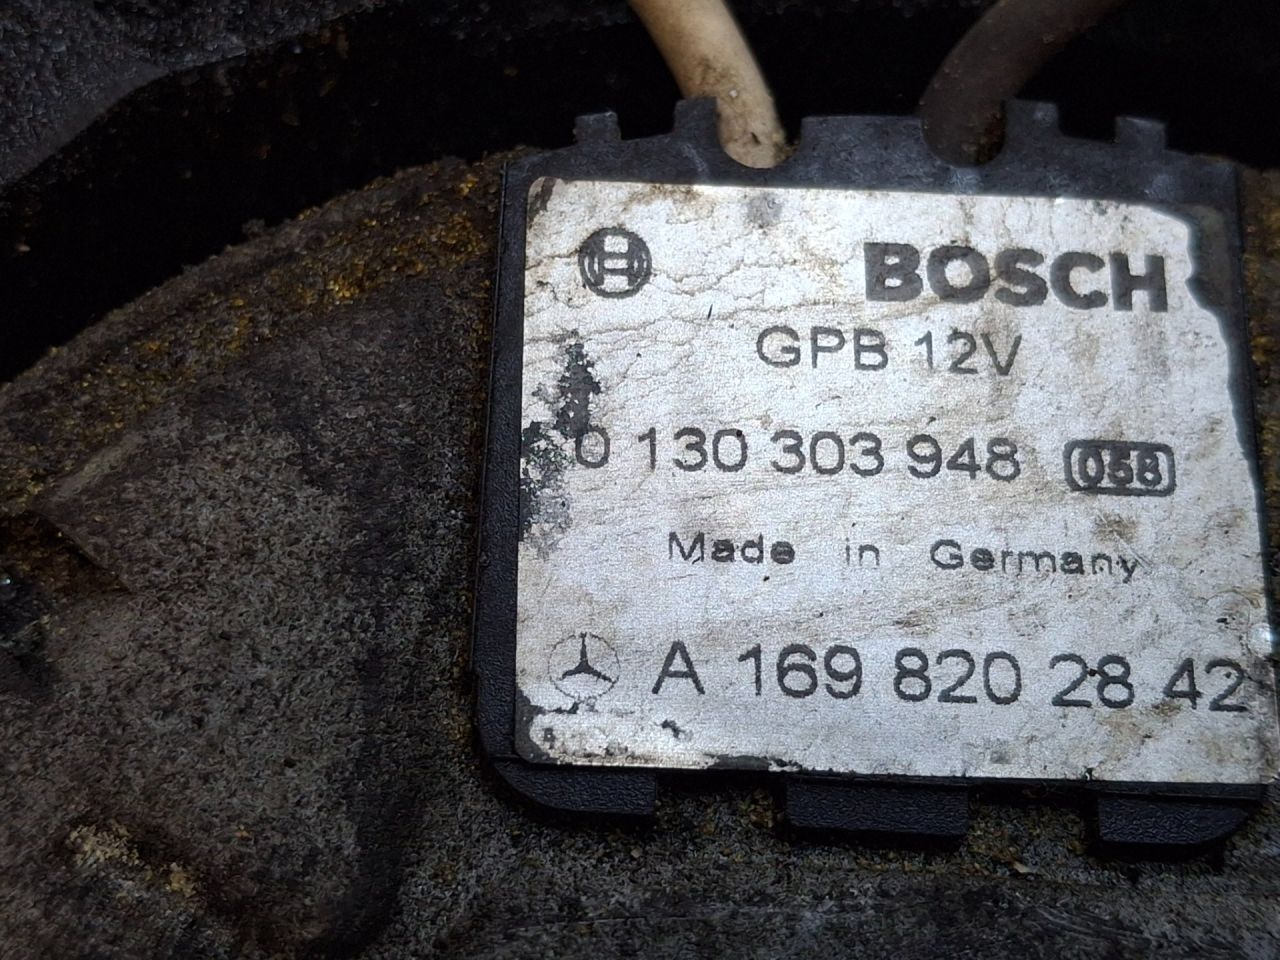 BOSCH
GPB 12V
0 130 303 948 058
Made in Germany
A 169 820 28 42